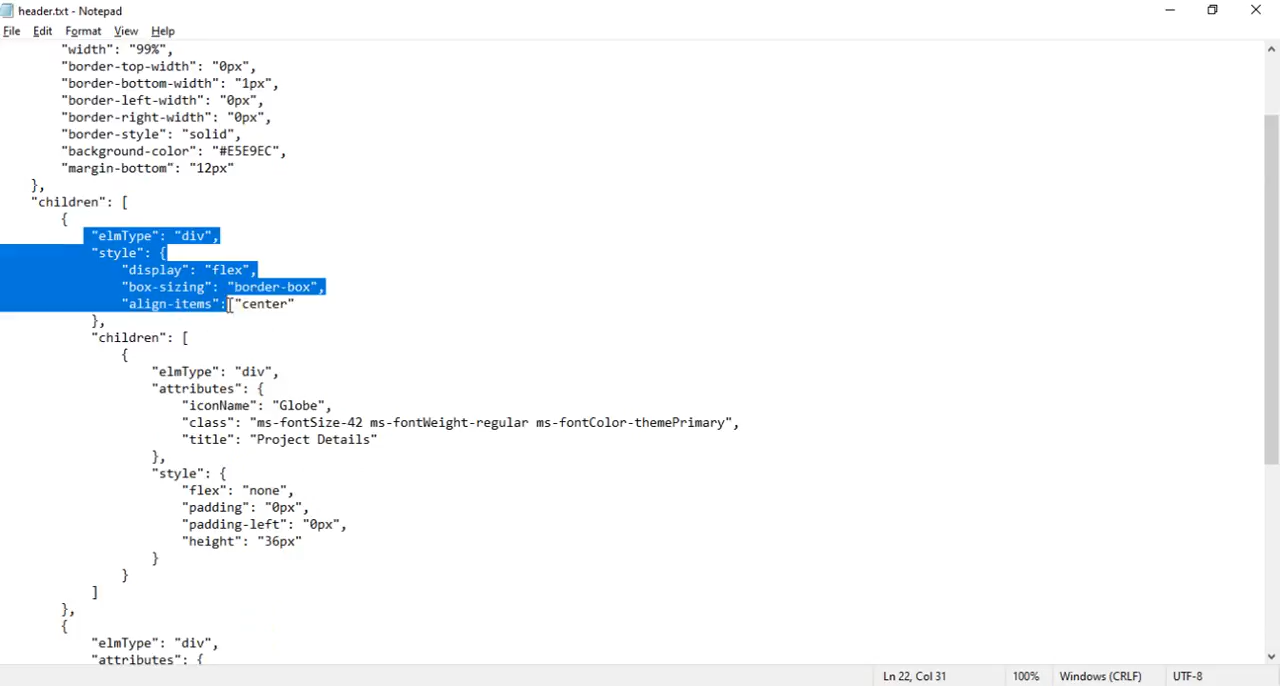 header.txt - Notepad
File Edit Format View Help
"width": "99%",
"border-top-width": "0px",
"border-bottom-width": "1px",
"border-left-width": "0px",
"border-right-width": "0px",
"border-style": "solid",
"background-color": "#E5E9EC",
"margin-bottom": "12px"
},
"children": [
{
"elmType": "div",
"style": {
"display": "flex",
"box-sizing": "border-box",
"align-items": "center"
},
"children": [
{
"elmType": "div",
"attributes": {
"iconName": "Globe",
"class": "ms-fontSize-42 ms-fontWeight-regular ms-fontColor-themePrimary",
"title": "Project Details"
},
"style": {
"flex": "none",
"padding": "0px",
"padding-left": "0px",
"height": "36px"
}
}
]
},
{
"elmType": "div",
"attributes": {
Ln 22, Col 31 100% Windows (CRLF) UTF-8